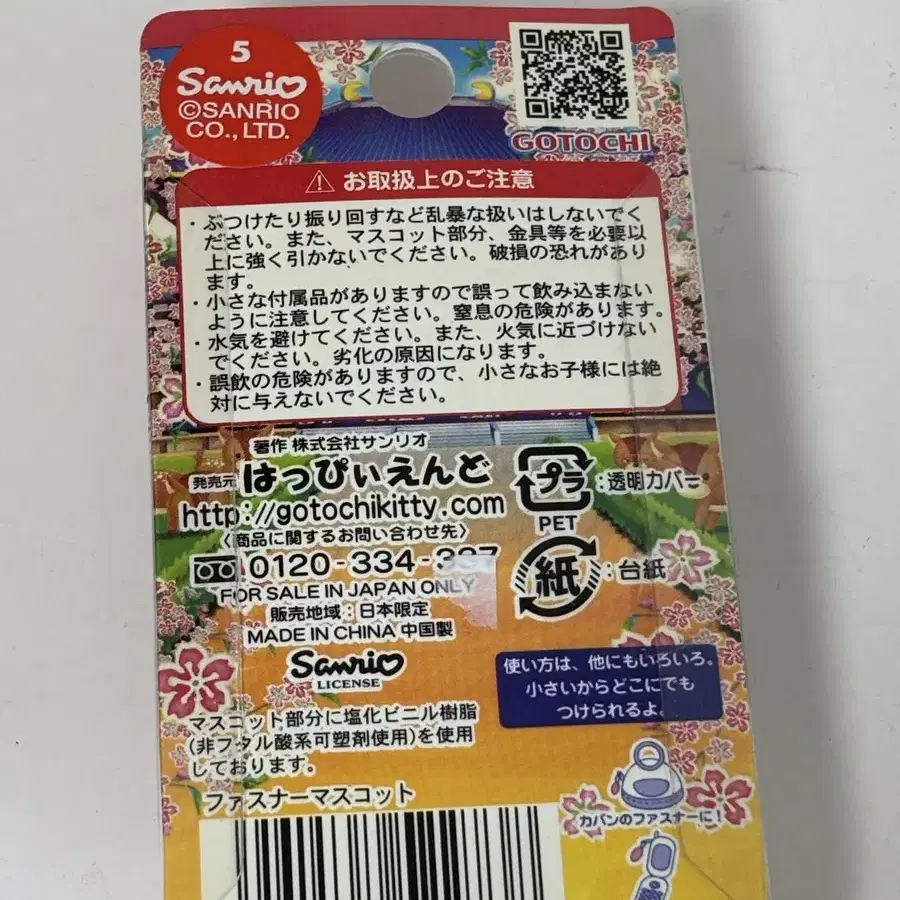 5
Sanrio
©SANRIO
CO., LTD.
GOTOCHI
お取扱上のご注意
・ぶつけたり振り回すなど乱暴な扱いはしないでく
ださい。また、マスコット部分、金具等を必要以
上に強く引かないでください。破損の恐れがあり
ます。
・小さな付属品がありますので誤って飲み込まない
ように注意してください。窒息の危険があります。
・水気を避けてください。また、火気に近づけない
でください。劣化の原因になります。
・誤飲の危険がありますので、小さなお子様には絶
対に与えないでください。
著作 株式会社サンリオ
発売元 はっぴぃえんど
http://gotochikitty.com
〈商品に関するお問い合わせ先〉
0120-334-337
FOR SALE IN JAPAN ONLY
販売地域：日本限定
MADE IN CHINA 中国製
Sanrio
LICENSE
プラ：透明カバー
PET
紙：台紙
使い方は、他にもいろいろ。
小さいからどこにでも
つけられるよ。
マスコット部分に塩化ビニル樹脂
(非フタル酸系可塑剤使用)を使用
しております。
ファスナーマスコット
カバンのファスナーに！